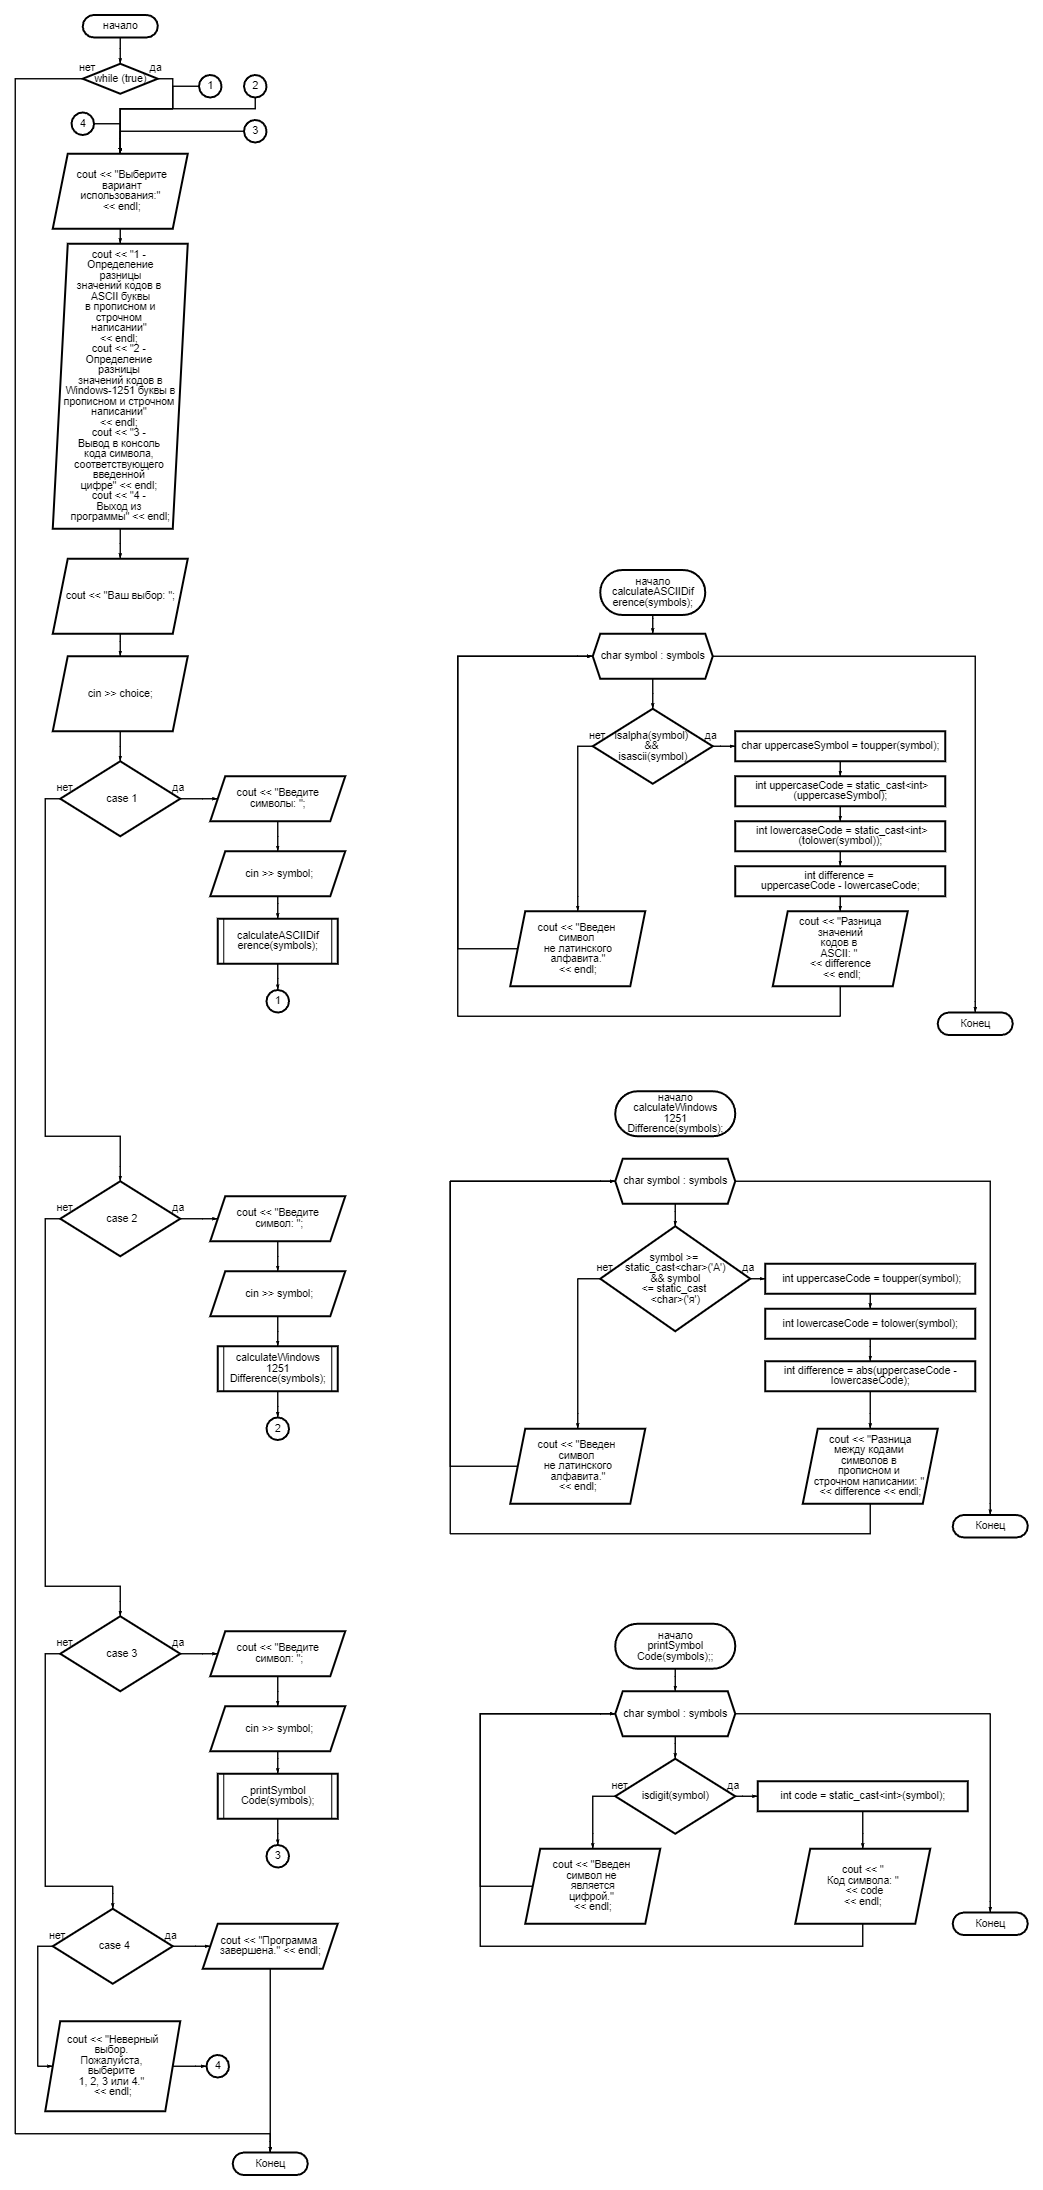 начало
нет
да
while (true)
1
2
4
3
cout << "Выберите
вариант
использования:"
<< endl;
cout << "1 -
Определение
разницы
значений кодов в
ASCII буквы
в прописном и
строчном
написании"
<< endl;
cout << "2 -
Определение
разницы
значений кодов в
Windows-1251 буквы в
прописном и строчном
написании"
<< endl;
cout << "3 -
Вывод в консоль
кода символа,
соответствующего
введенной
цифре" << endl;
cout << "4 -
Выход из
программы" << endl;
cout << "Ваш выбор: ";
cin >> choice;
нет
да
case 1
cout << "Введите
символы: ";
cin >> symbol;
calculateASCIIDif
erence(symbols);
1
нет
да
case 2
cout << "Введите
символ: ";
cin >> symbol;
calculateWindows
1251
Difference(symbols);
2
нет
да
case 3
cout << "Введите
символ: ";
cin >> symbol;
printSymbol
Code(symbols);
3
нет
да
case 4
cout << "Программа
завершена." << endl;
cout << "Неверный
выбор.
Пожалуйста,
выберите
1, 2, 3 или 4."
<< endl;
4
Конец
начало
calculateASCIIDif
erence(symbols);
char symbol : symbols
нет
да
isalpha(symbol)
&&
isascii(symbol)
char uppercaseSymbol = toupper(symbol);
int uppercaseCode = static_cast<int>
(uppercaseSymbol);
int lowercaseCode = static_cast<int>
(tolower(symbol));
int difference =
uppercaseCode - lowercaseCode;
cout << "Введен
символ
не латинского
алфавита."
<< endl;
cout << "Разница
значений
кодов в
ASCII: "
<< difference
<< endl;
Конец
начало
calculateWindows
1251
Difference(symbols);
char symbol : symbols
нет
да
symbol >=
static_cast<char>('А')
&& symbol
<= static_cast
<char>('я')
int uppercaseCode = toupper(symbol);
int lowercaseCode = tolower(symbol);
int difference = abs(uppercaseCode -
lowercaseCode);
cout << "Введен
символ
не латинского
алфавита."
<< endl;
cout << "Разница
между кодами
символов в
прописном и
строчном написании: "
<< difference << endl;
Конец
начало
printSymbol
Code(symbols);;
char symbol : symbols
нет
да
isdigit(symbol)
int code = static_cast<int>(symbol);
cout << "Введен
символ не
является
цифрой."
<< endl;
cout << "
Код символа: "
<< code
<< endl;
Конец